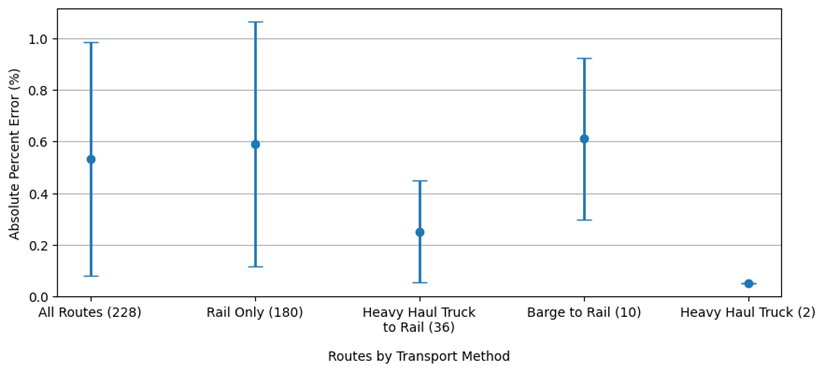 Absolute Percent Error (%)
1.0
0.8
0.6
0.4
0.2
0.0
All Routes (228)
Rail Only (180)
Heavy Haul Truck
to Rail (36)
Barge to Rail (10)
Heavy Haul Truck (2)
Routes by Transport Method